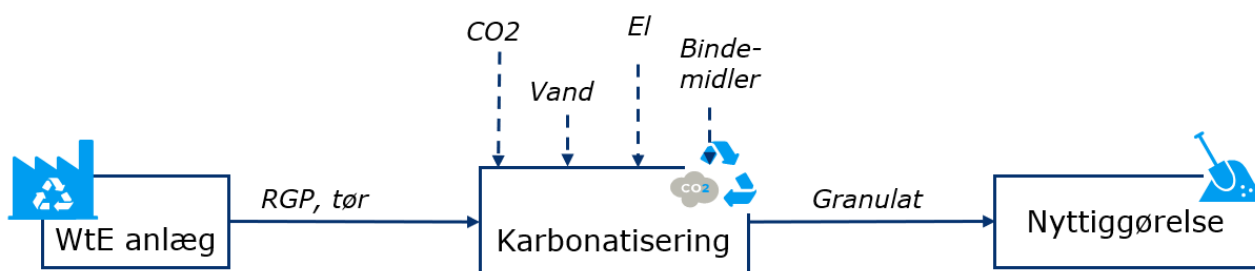 CO2
El
Binde-
midler
Vand
CO2
RGP, tør
Granulat
WtE anlæg
Karbonatisering
Nyttiggørelse